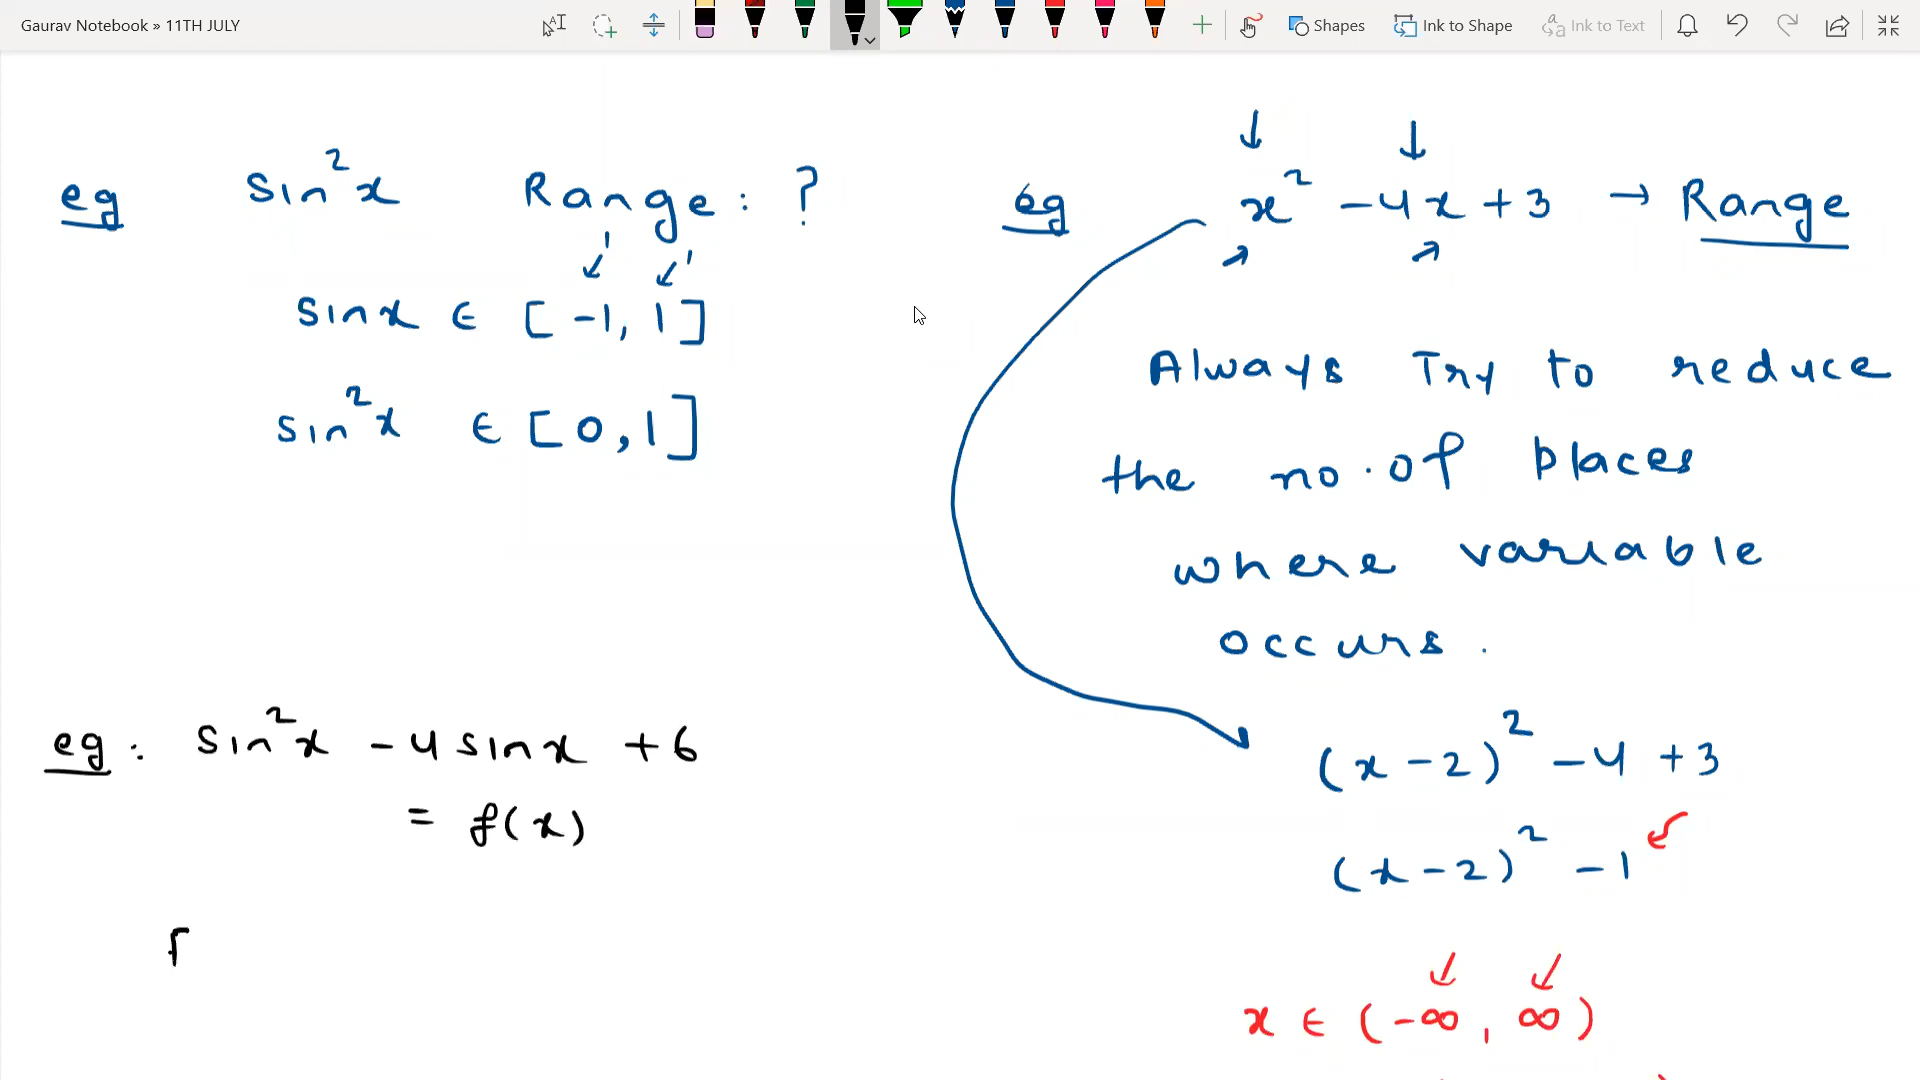 Gaurav Notebook » 11TH JULY
Shapes
Ink to Shape
Ink to Text
eg sin²x Range : ?
sinx ∈ [-1, 1]
sin²x ∈ [0,1]
eg : sin²x - 4 sinx + 6
= f(x)
eg x² - 4x + 3 → Range
Always Try to reduce
the no. of places
where variable
occurs.
(x-2)² - 4 + 3
(x-2)² - 1
x ∈ (-∞, ∞)